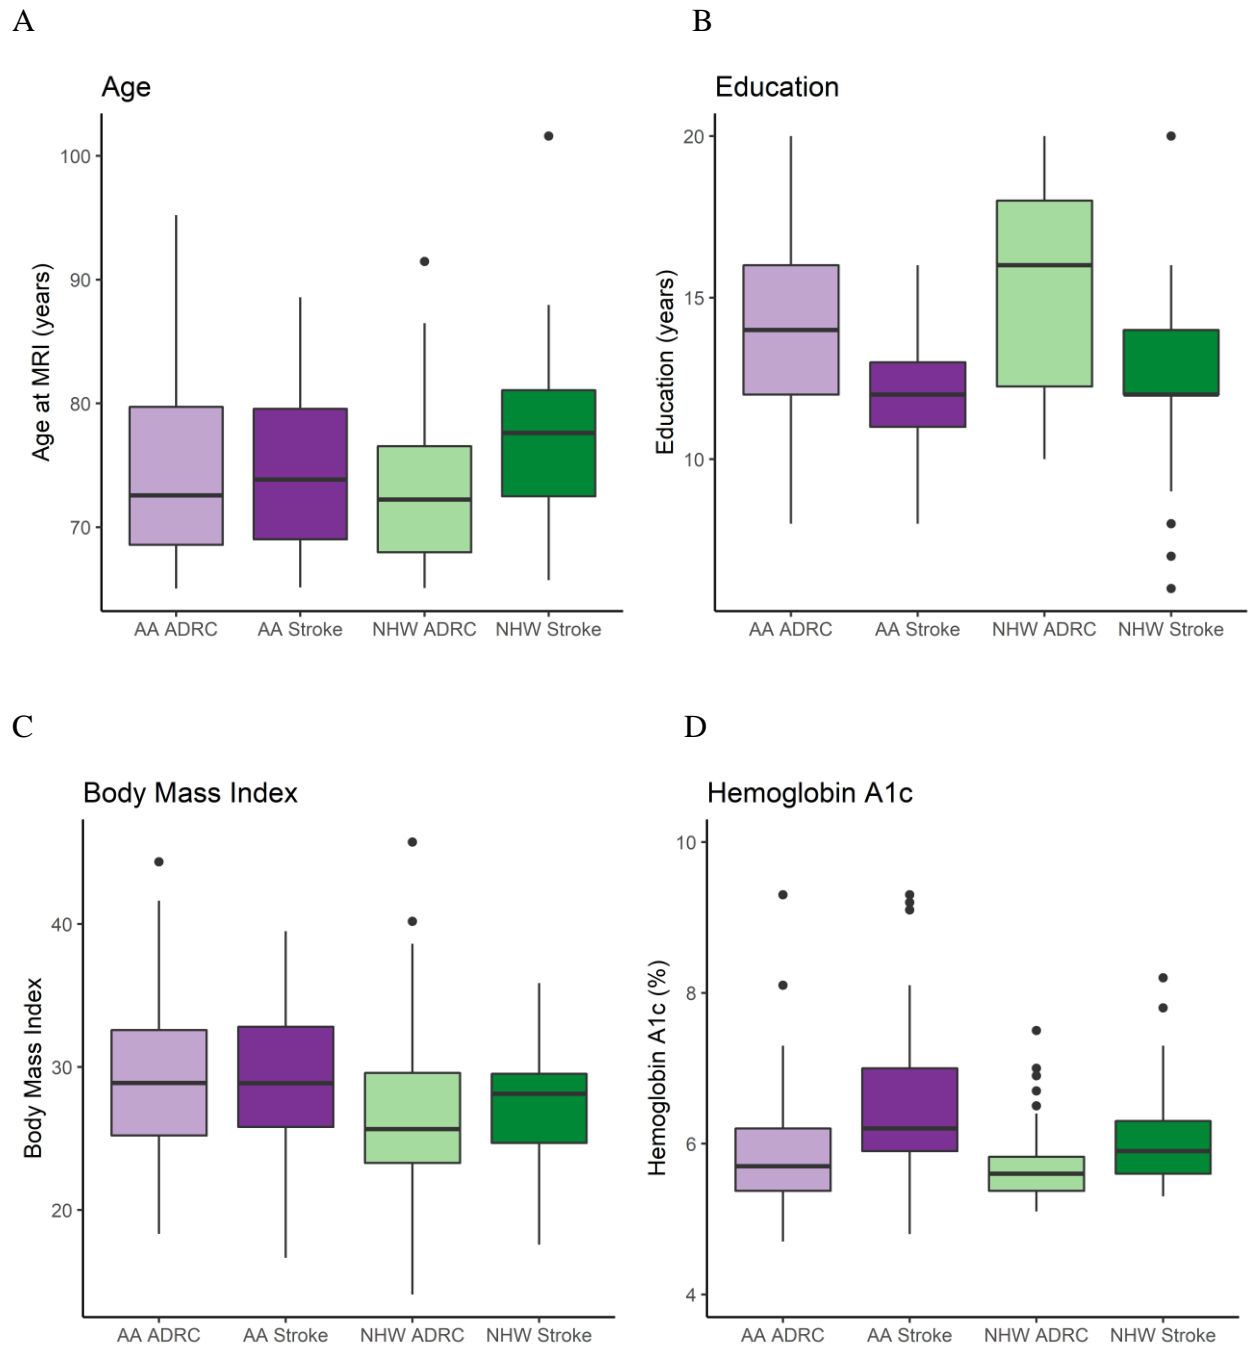 A
B
Age
Education
100
90
80
70
Age at MRI (years)
AA ADRC
AA Stroke
NHW ADRC
NHW Stroke
20
15
10
Education (years)
AA ADRC
AA Stroke
NHW ADRC
NHW Stroke
C
D
Body Mass Index
Hemoglobin A1c
40
30
20
Body Mass Index
AA ADRC
AA Stroke
NHW ADRC
NHW Stroke
10
8
6
4
Hemoglobin A1c (%)
AA ADRC
AA Stroke
NHW ADRC
NHW Stroke